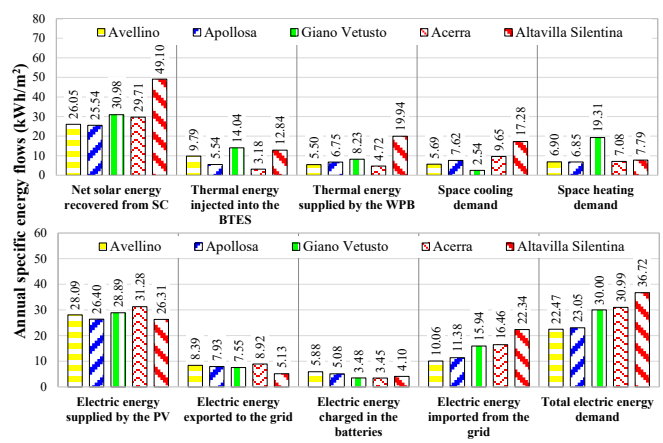 Annual specific energy flows (kWh/m²)
Avellino Apollosa Giano Vetusto Acerra Altavilla Silentina
80
70
60
50
40
30
20
10
0
26.05 25.54 30.98 29.71 49.10
9.79 5.54 14.04 3.18 12.84
5.50 6.75 8.23 4.72 19.94
5.69 7.62 2.54 9.65 17.28
6.90 6.85 19.31 7.08 7.79
Net solar energy
recovered from SC
Thermal energy
injected into the
BTES
Thermal energy
supplied by the WPB
Space cooling
demand
Space heating
demand
Avellino Apollosa Giano Vetusto Acerra Altavilla Silentina
60
50
40
30
20
10
0
28.09 26.40 28.89 31.28 26.31
8.39 7.93 7.55 8.92 5.13
5.88 5.08 3.48 3.45 4.10
10.06 11.38 15.94 16.46 22.34
22.47 23.05 30.00 30.99 36.72
Electric energy
supplied by the PV
Electric energy
exported to the grid
Electric energy
charged in the
batteries
Electric energy
imported from the
grid
Total electric energy
demand